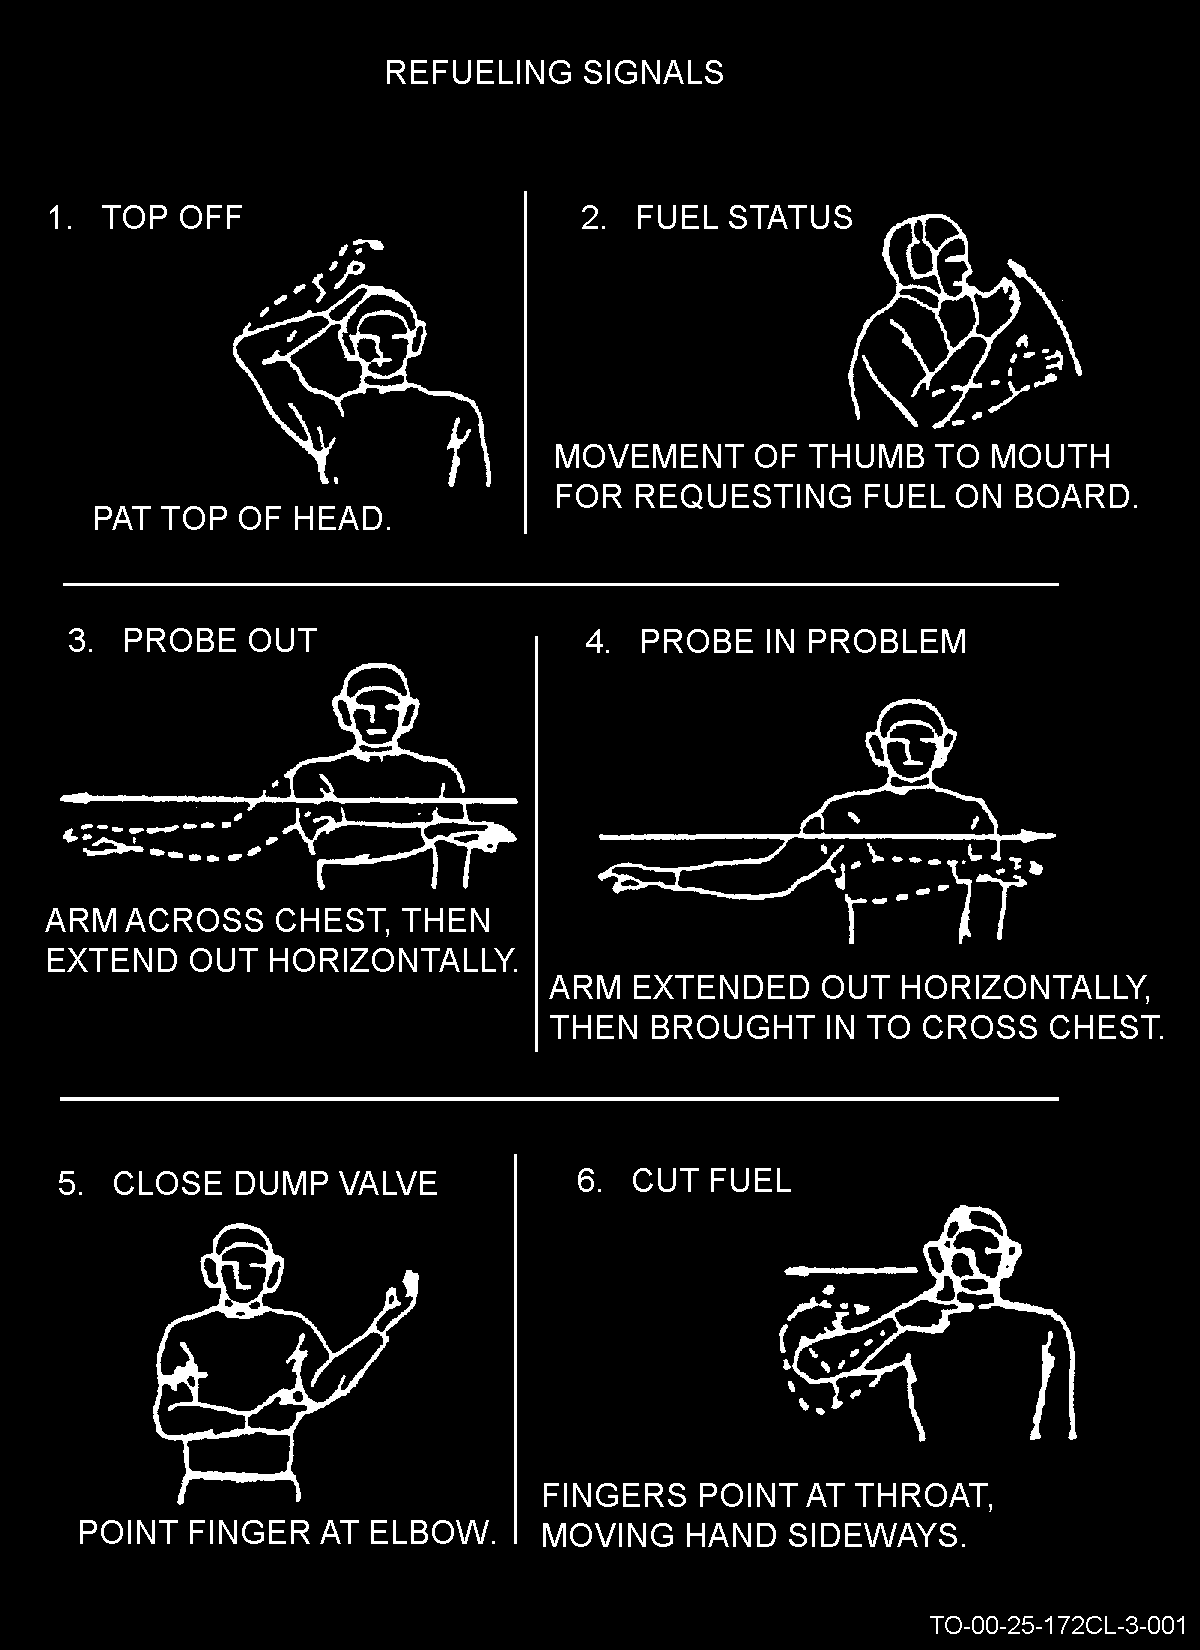 REFUELING SIGNALS
1. TOP OFF
PAT TOP OF HEAD.
2. FUEL STATUS
MOVEMENT OF THUMB TO MOUTH
FOR REQUESTING FUEL ON BOARD.
3. PROBE OUT
ARM ACROSS CHEST, THEN
EXTEND OUT HORIZONTALLY.
4. PROBE IN PROBLEM
ARM EXTENDED OUT HORIZONTALLY,
THEN BROUGHT IN TO CROSS CHEST.
5. CLOSE DUMP VALVE
POINT FINGER AT ELBOW.
6. CUT FUEL
FINGERS POINT AT THROAT,
MOVING HAND SIDEWAYS.
TO-00-25-172CL-3-001